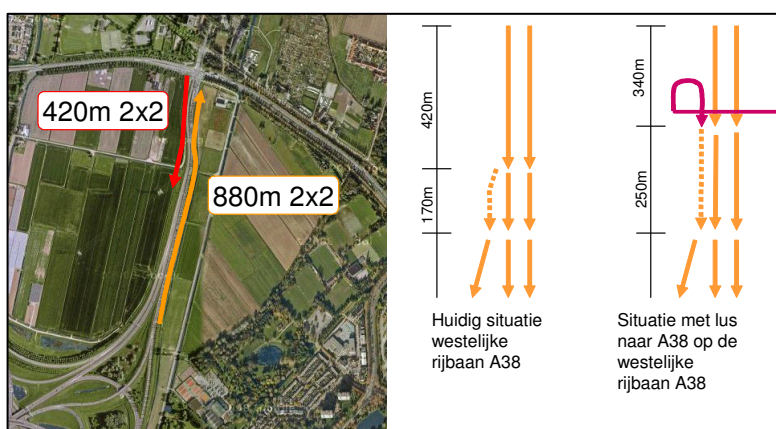 420m 2x2
880m 2x2
420m
170m
Huidig situatie
westelijke
rijbaan A38
340m
250m
Situatie met lus
naar A38 op de
westelijke
rijbaan A38